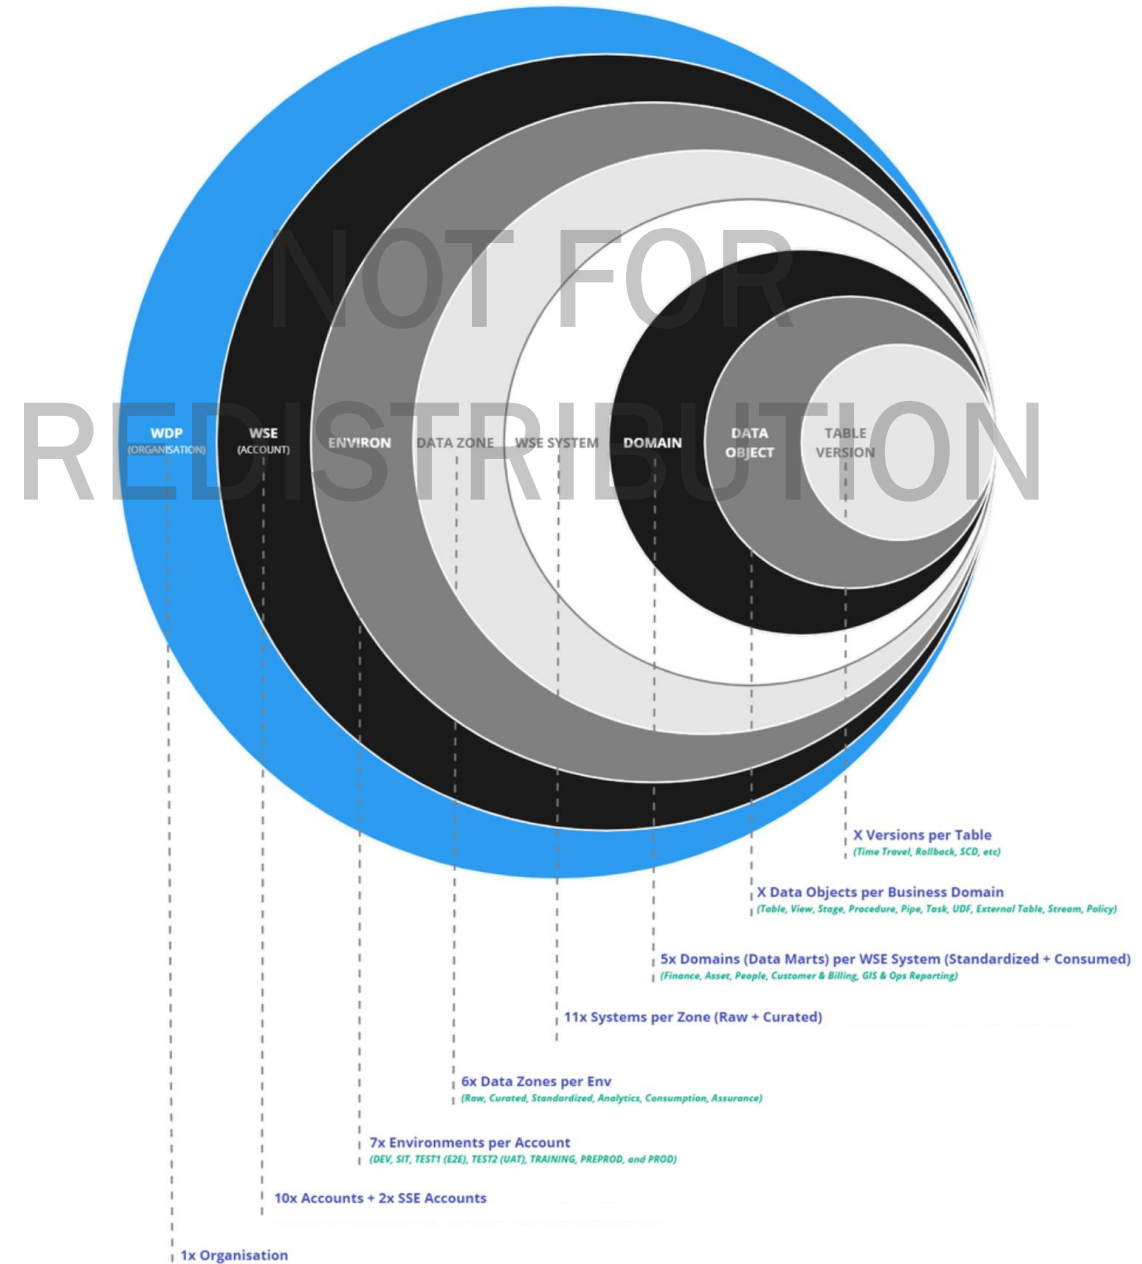 NOT FOR
REDISTRIBUTION
WDP
(ORGANISATION)
WSE
(ACCOUNT)
ENVIRON
DATA ZONE
WSE SYSTEM
DOMAIN
DATA
OBJECT
TABLE
VERSION
X Versions per Table
(Time Travel, Rollback, SCD, etc)
X Data Objects per Business Domain
(Table, View, Stage, Procedure, Pipe, Task, UDF, External Table, Stream, Policy)
5x Domains (Data Marts) per WSE System (Standardized + Consumed)
(Finance, Asset, People, Customer & Billing, GIS & Ops Reporting)
11x Systems per Zone (Raw + Curated)
6x Data Zones per Env
(Raw, Curated, Standardized, Analytics, Consumption, Assurance)
7x Environments per Account
(DEV, SIT, TEST1 (E2E), TEST2 (UAT), TRAINING, PREPROD, and PROD)
10x Accounts + 2x SSE Accounts
1x Organisation